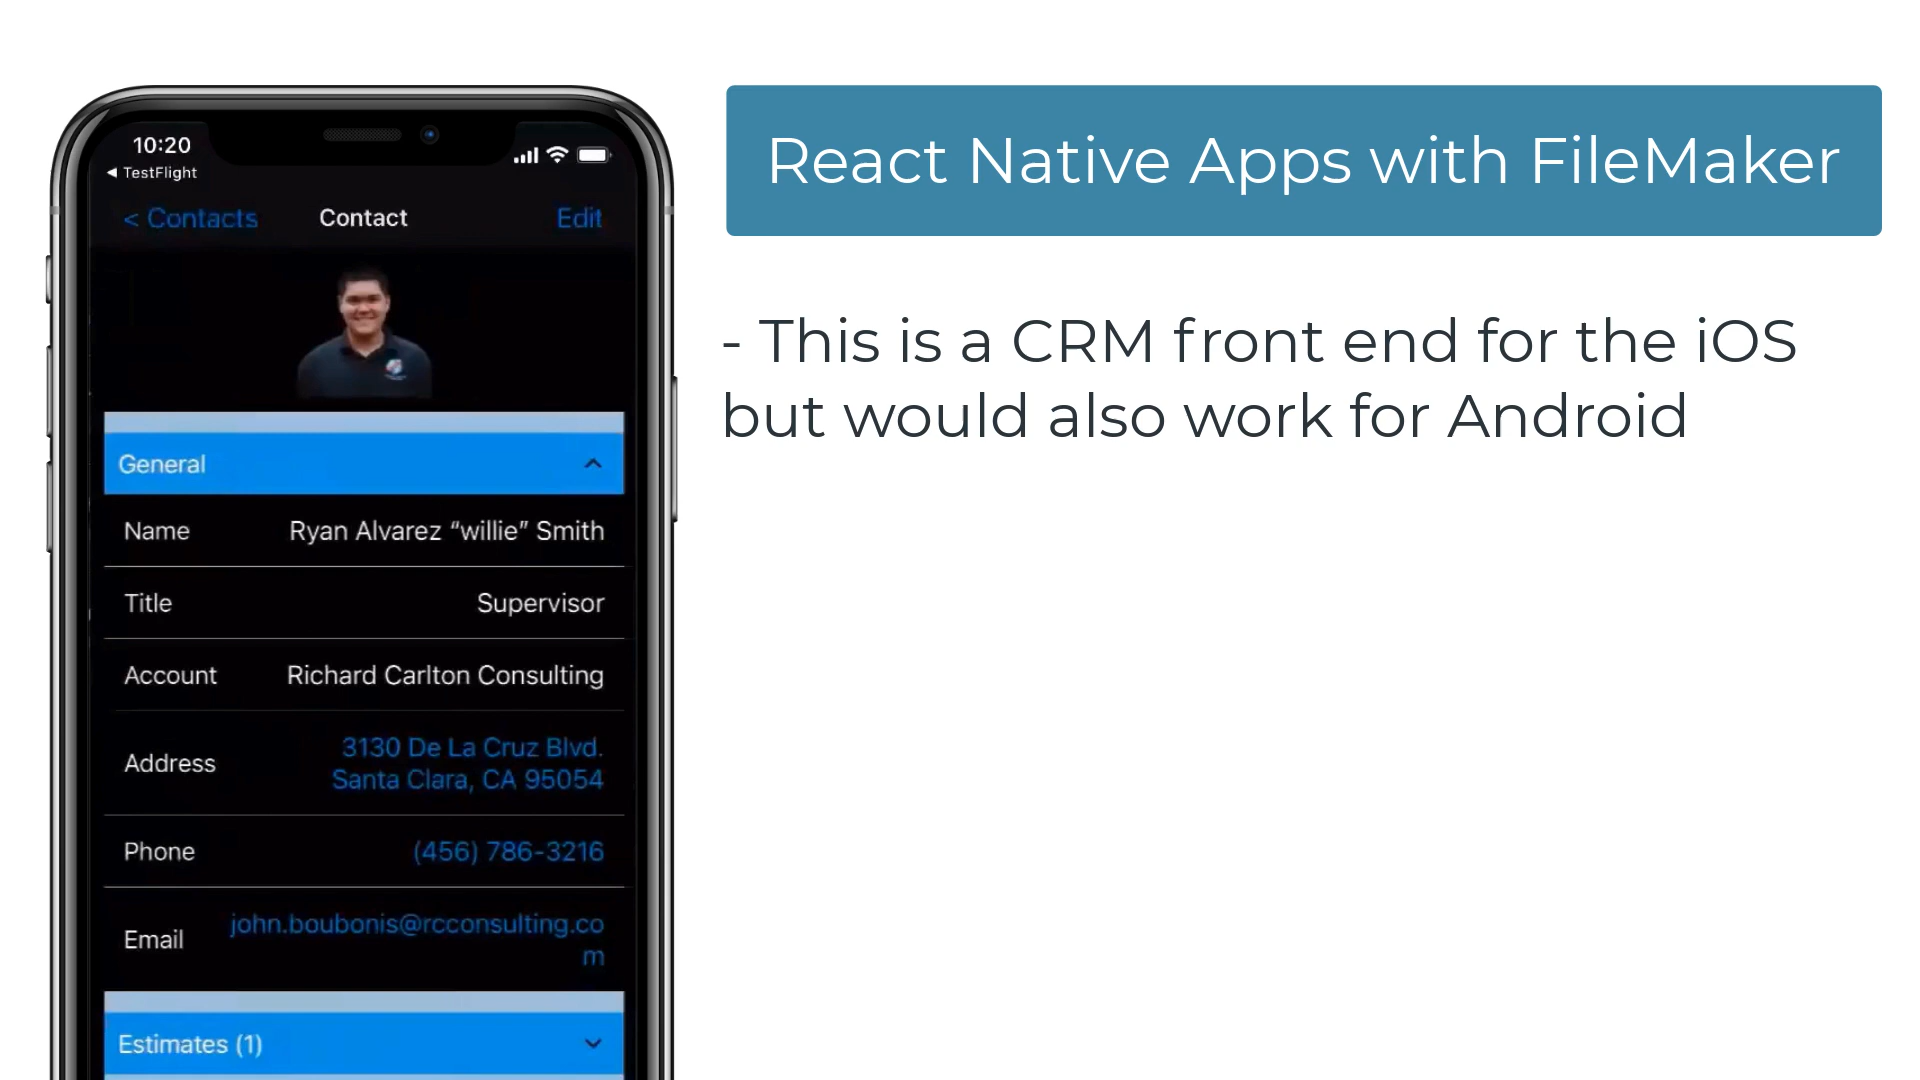 10:20
◀ TestFlight
< Contacts
Contact
Edit
General
Name
Ryan Alvarez “willie” Smith
Title
Supervisor
Account
Richard Carlton Consulting
Address
3130 De La Cruz Blvd.
Santa Clara, CA 95054
Phone
(456) 786-3216
Email
john.boubonis@rcconsulting.co
m
Estimates (1)
React Native Apps with FileMaker
- This is a CRM front end for the iOS
but would also work for Android